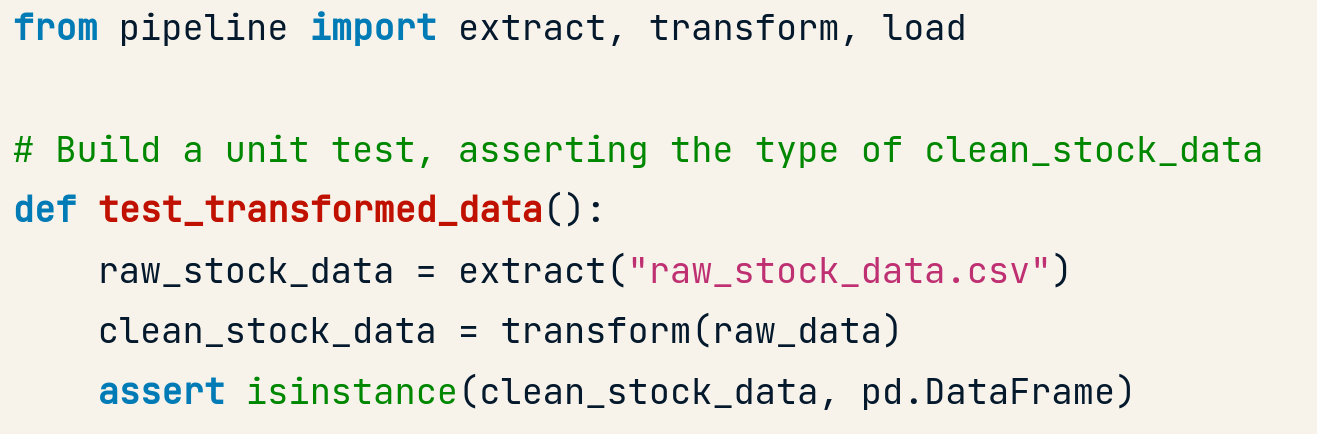 from pipeline import extract, transform, load
# Build a unit test, asserting the type of clean_stock_data
def test_transformed_data():
    raw_stock_data = extract("raw_stock_data.csv")
    clean_stock_data = transform(raw_data)
    assert isinstance(clean_stock_data, pd.DataFrame)